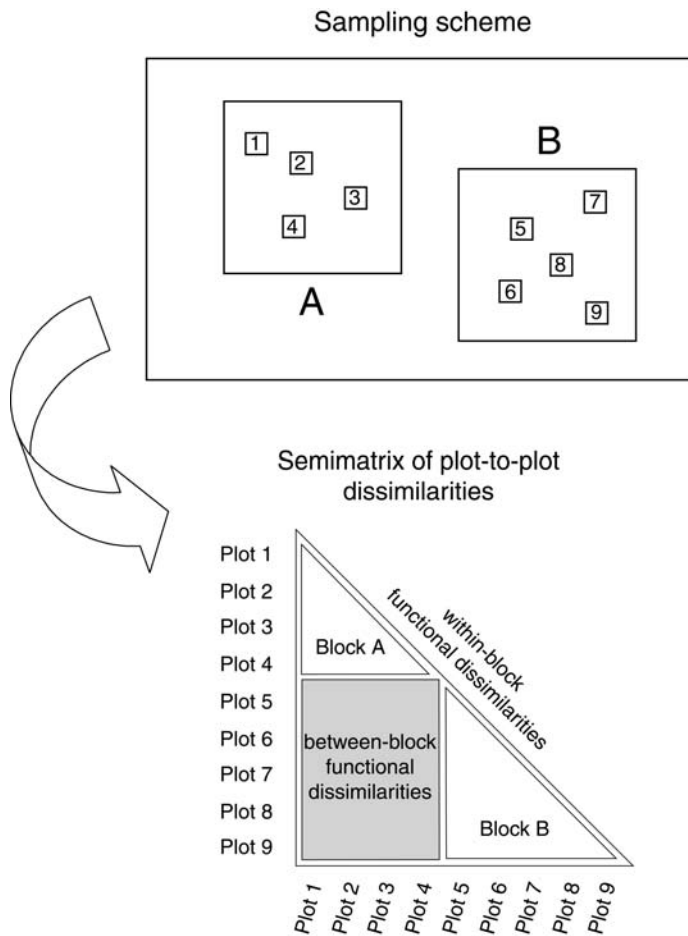 Sampling scheme
1
2
3
4
A
B
7
5
8
6
9
Semimatrix of plot-to-plot
dissimilarities
Plot 1
Plot 2
Plot 3
Plot 4
Plot 5
Plot 6
Plot 7
Plot 8
Plot 9
within-block
functional dissimilarities
Block A
between-block
functional
dissimilarities
Block B
Plot 1
Plot 2
Plot 3
Plot 4
Plot 5
Plot 6
Plot 7
Plot 8
Plot 9